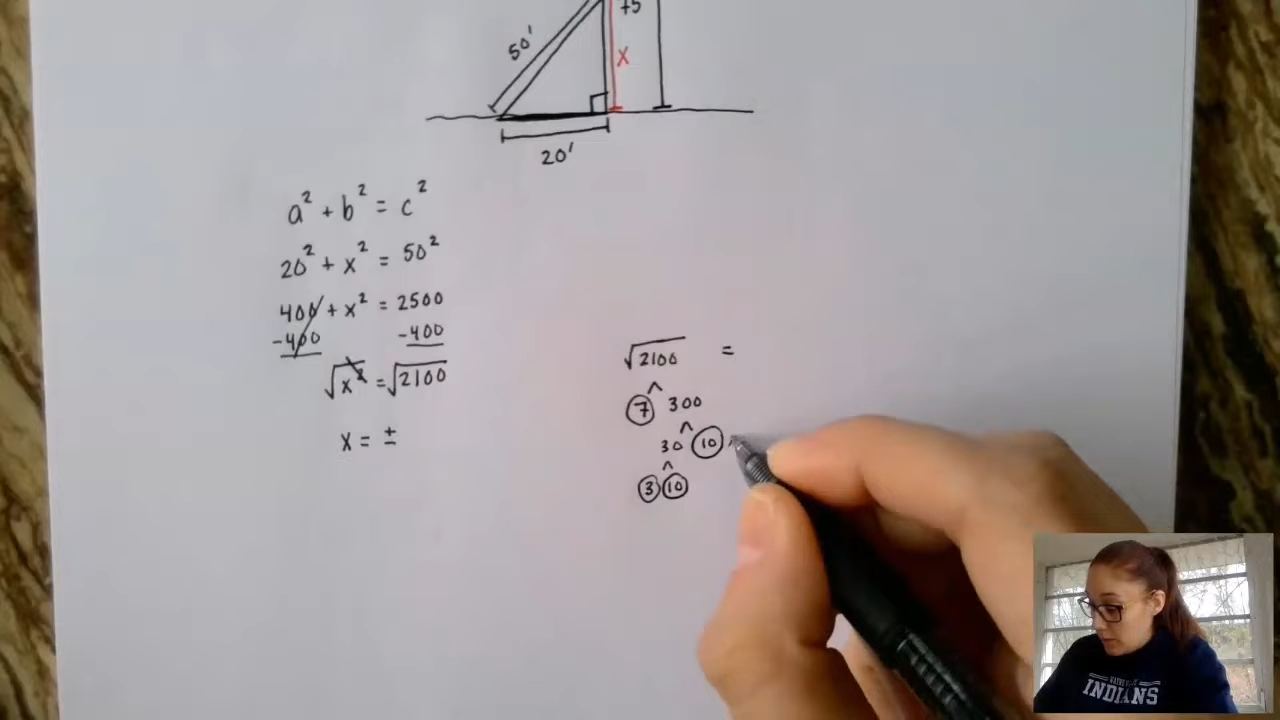 75
50'
x
20'
a² + b² = c²
20² + x² = 50²
400 + x² = 2500
-400 -400
√x² = √2100
x = ±
√2100 =
7 300
30 10
3 10
INDIANS